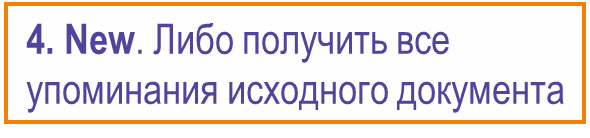 4. New. Либо получить все
упоминания исходного документа